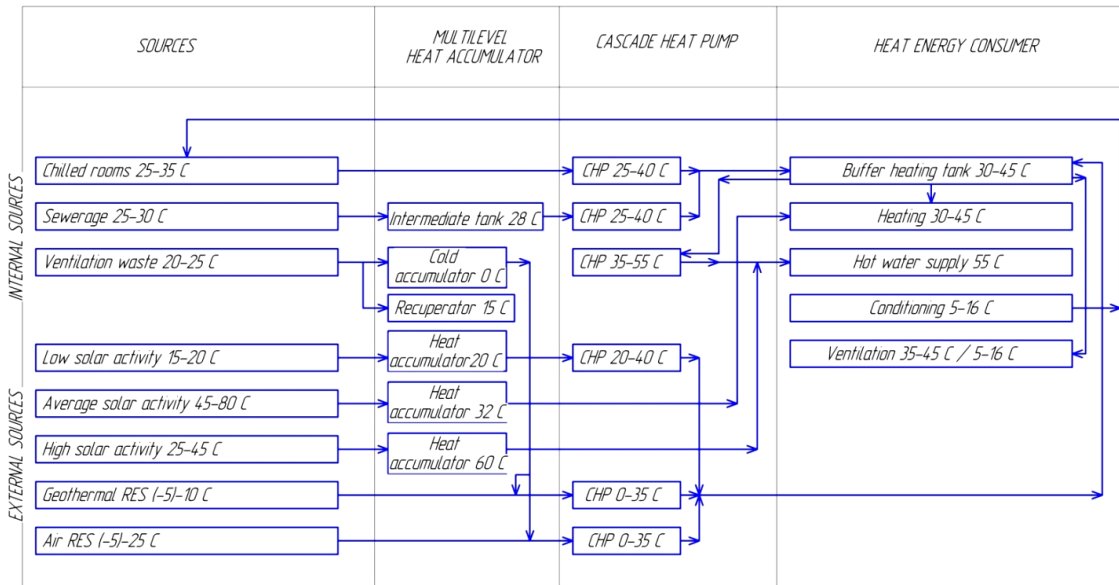 SOURCES
MULTILEVEL
HEAT ACCUMULATOR
CASCADE HEAT PUMP
HEAT ENERGY CONSUMER
INTERNAL SOURCES
Chilled rooms 25-35 C
CHP 25-40 C
Buffer heating tank 30-45 C
Sewerage 25-30 C
Intermediate tank 28 C
CHP 25-40 C
Heating 30-45 C
Ventilation waste 20-25 C
Cold
accumulator 0 C
CHP 35-55 C
Hot water supply 55 C
Recuperator 15 C
Conditioning 5-16 C
EXTERNAL SOURCES
Low solar activity 15-20 C
Heat
accumulator 20 C
CHP 20-40 C
Ventilation 35-45 C / 5-16 C
Average solar activity 45-80 C
Heat
accumulator 32 C
High solar activity 25-45 C
Heat
accumulator 60 C
Geothermal RES (-5)-10 C
CHP 0-35 C
Air RES (-5)-25 C
CHP 0-35 C